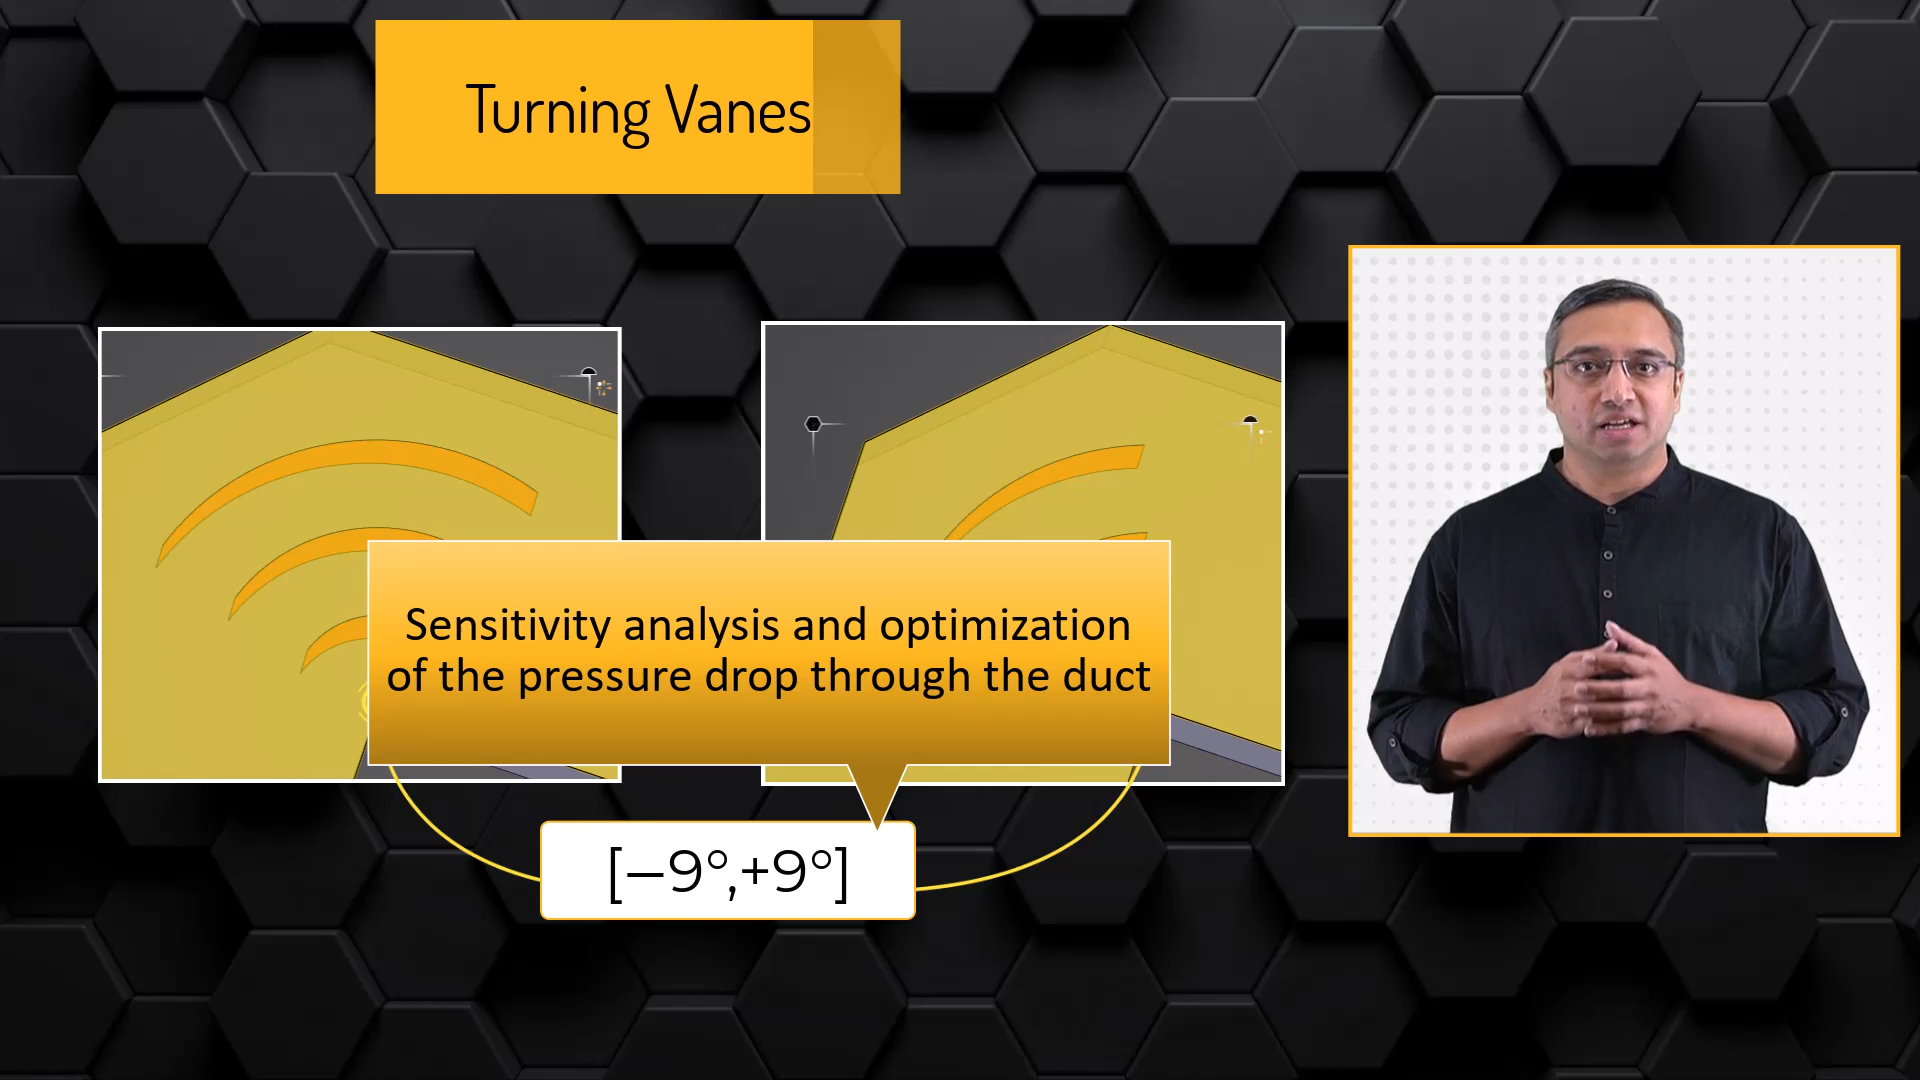 Turning Vanes
Sensitivity analysis and optimization
of the pressure drop through the duct
[–9°,+9°]